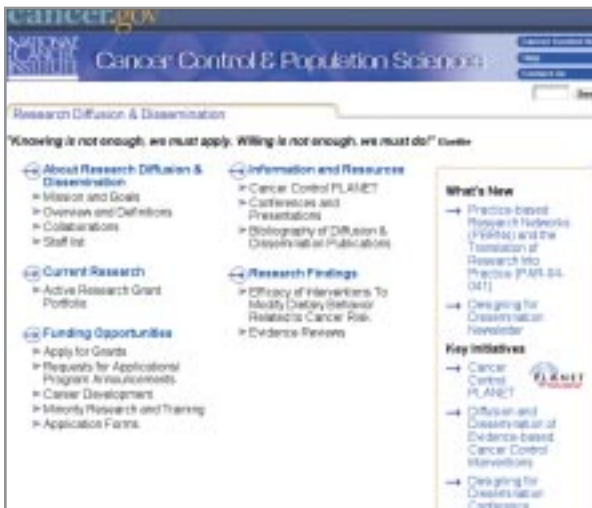 cancer.gov
NATIONAL
Cancer Control & Population Sciences
Contact Us
Research Diffusion & Dissemination
"Knowing is not enough, we must apply. Willing is not enough, we must do!" Goethe
About Research Diffusion &
Dissemination
Mission and Goals
Overview and Definitions
Collaborations
Staff list
Current Research
Active Research Grant
Portfolio
Funding Opportunities
Apply for Grants
Requests for Applications/
Program Announcements
Career Development
Minority Research and Training
Application Forms
Information and Resources
Cancer Control PLANET
Conferences and
Presentations
Bibliography of Diffusion &
Dissemination Publications
Research Findings
Efficacy of Interventions To
Modify Dietary Behavior
Related to Cancer Risk
Evidence Reviews
What's New
Practice-based
Research Networks
(PBRNs) and the
Translation of
Research Into
Practice (PAR-04-
041)
Designing for
Dissemination
Newsletter
Key Initiatives
Cancer
Control
PLANET
PLANET
Diffusion and
Dissemination of
Evidence-based
Cancer Control
Interventions
Designing for
Dissemination
Conference